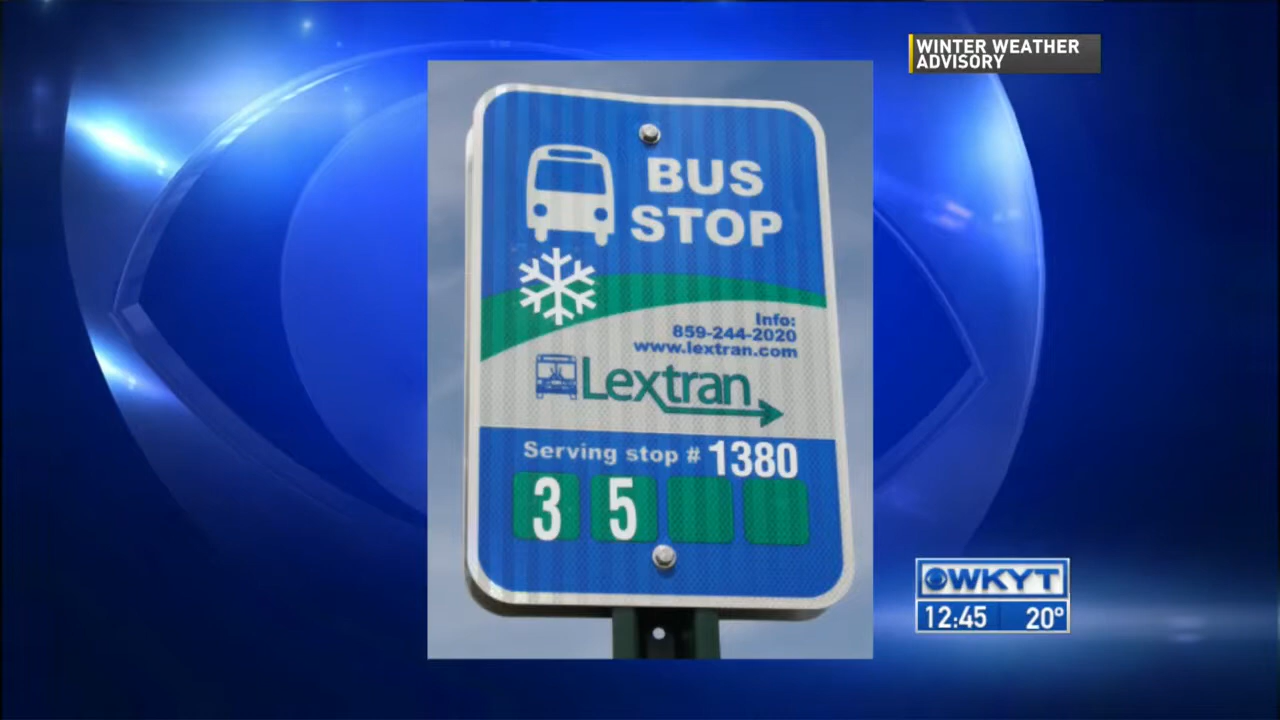 WINTER WEATHER
ADVISORY
BUS
STOP
Info:
859-244-2020
www.lextran.com
Lextran
Serving stop # 1380
3 5
WKYT
12:45 20°